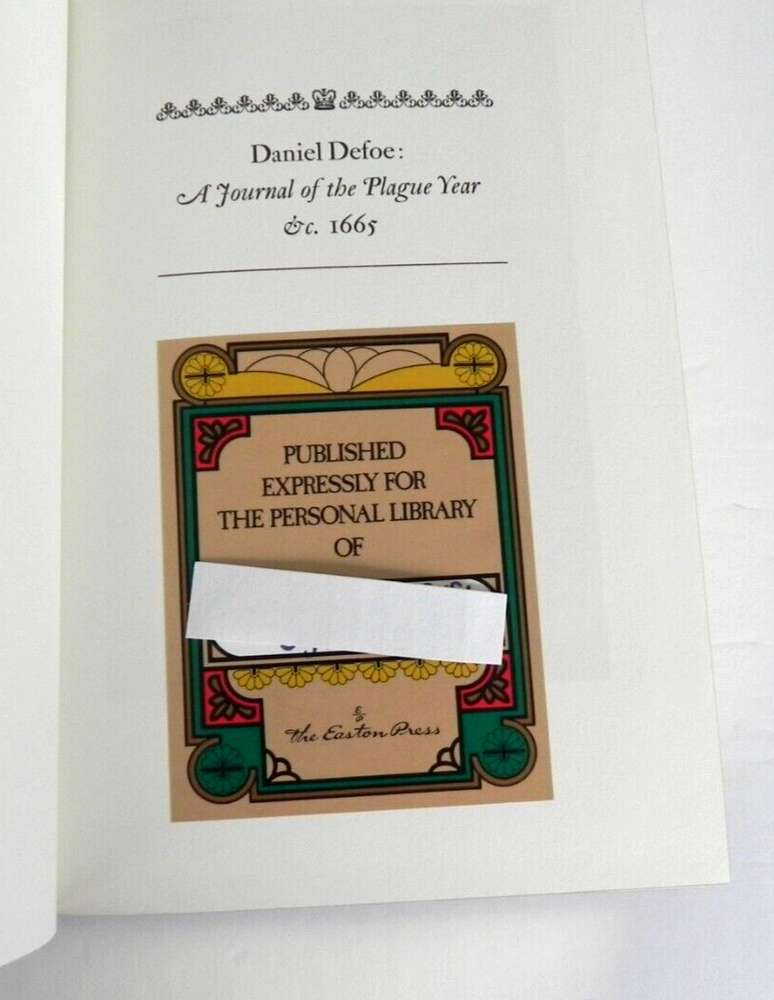 Daniel Defoe:
A Journal of the Plague Year
&c. 1665
PUBLISHED
EXPRESSLY FOR
THE PERSONAL LIBRARY
OF
The Easton Press